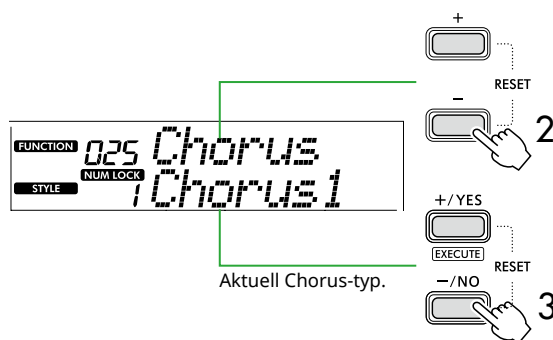 +
RESET
-
2
FUNCTION 025 Chorus
NUM LOCK
STYLE 1 Chorus1
+/YES
EXECUTE
RESET
-/NO
3
Aktuell Chorus-typ.